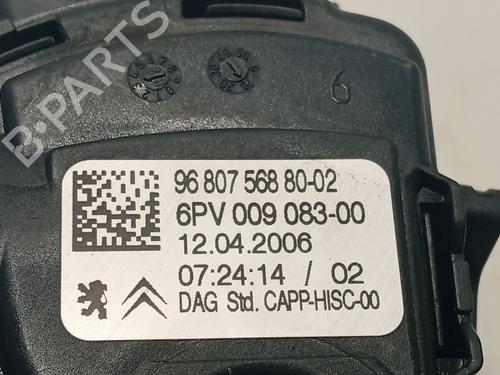 B-PARTS
6
96 807 568 80-02
6PV 009 083-00
12.04.2006
07:24:14 / 02
DAG Std. CAPP-HISC-00